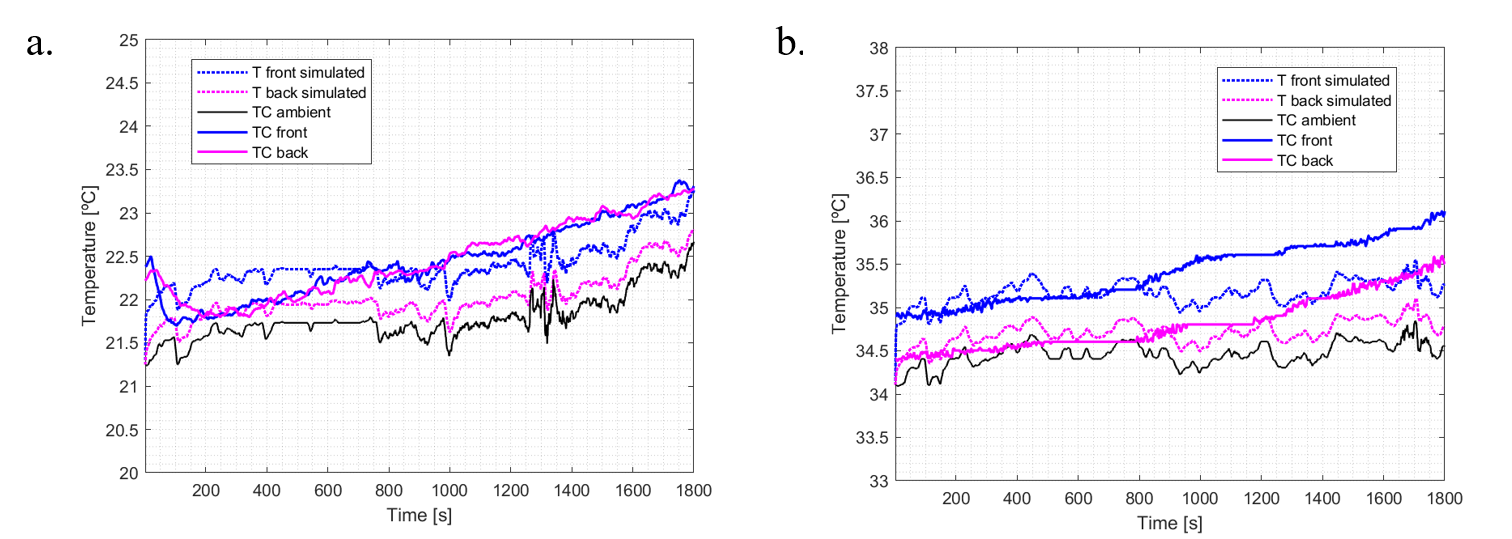 a.
25
24.5
24
23.5
23
22.5
22
21.5
21
20.5
20
Temperature [ºC]
T front simulated
T back simulated
TC ambient
TC front
TC back
200 400 600 800 1000 1200 1400 1600 1800
Time [s]
b.
38
37.5
37
36.5
36
35.5
35
34.5
34
33.5
33
Temperature [ºC]
T front simulated
T back simulated
TC ambient
TC front
TC back
200 400 600 800 1000 1200 1400 1600 1800
Time [s]